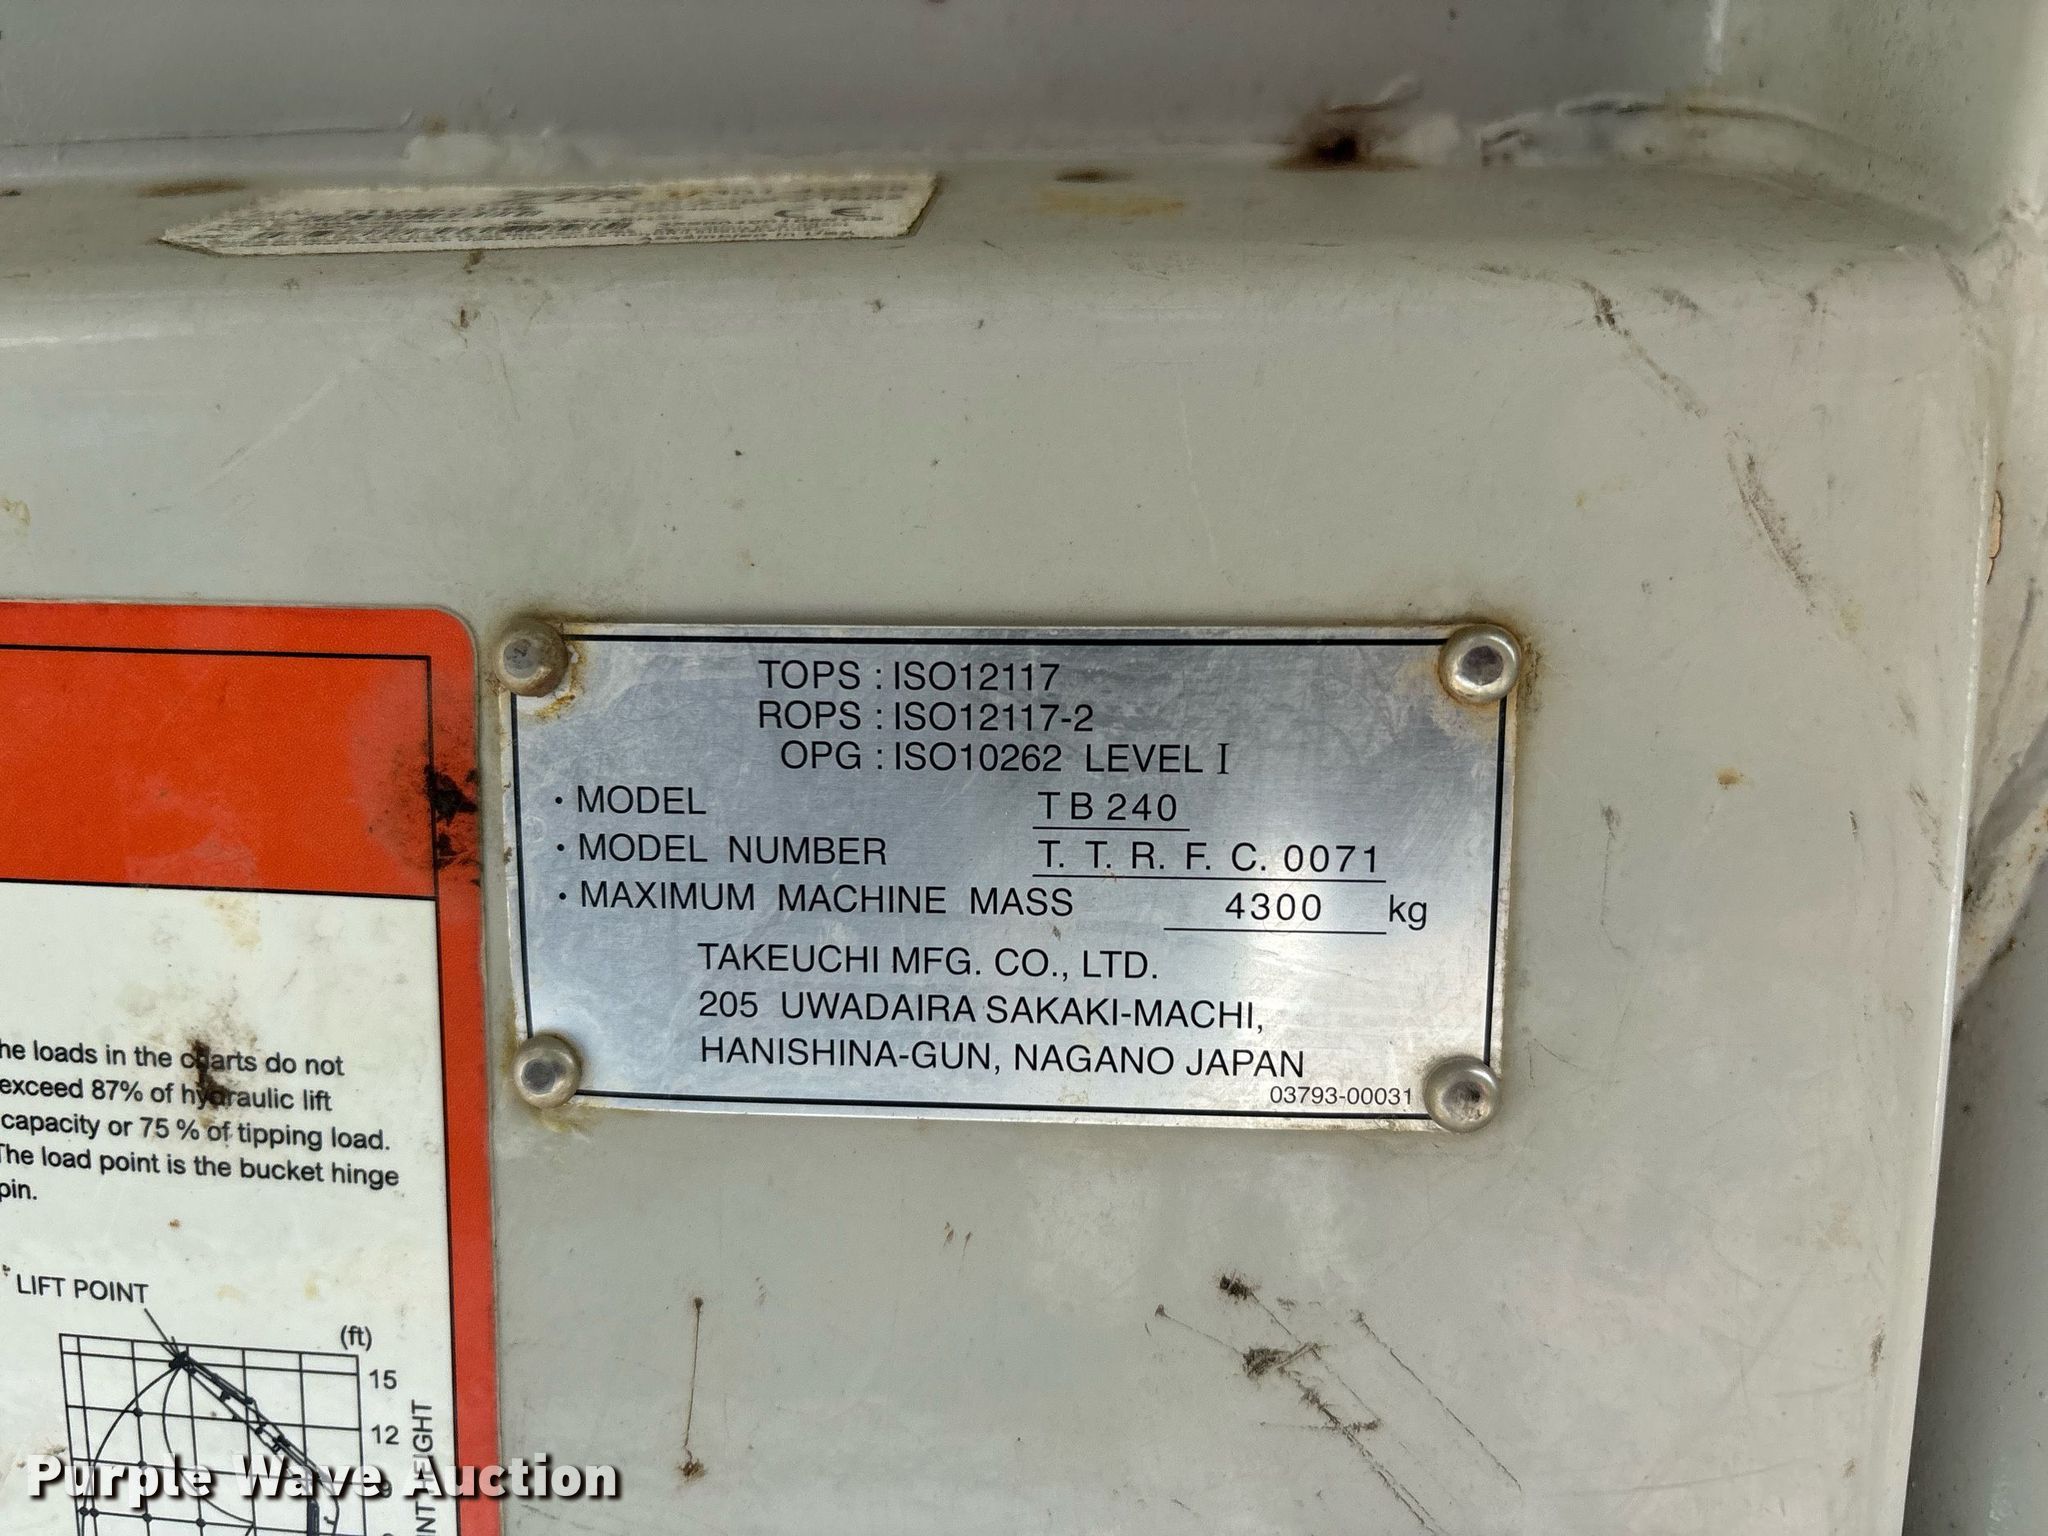 TOPS : ISO12117
ROPS : ISO12117-2
OPG : ISO10262 LEVEL I
· MODEL TB240
· MODEL NUMBER T. T. R. F. C. 0071
· MAXIMUM MACHINE MASS 4300 kg
TAKEUCHI MFG. CO., LTD.
205 UWADAIRA SAKAKI-MACHI,
HANISHINA-GUN, NAGANO JAPAN
03793-00031
he loads in the charts do not
exceed 87% of hydraulic lift
capacity or 75 % of tipping load.
The load point is the bucket hinge
pin.
LIFT POINT
(ft)
15
12
9
Purple Wave Auction